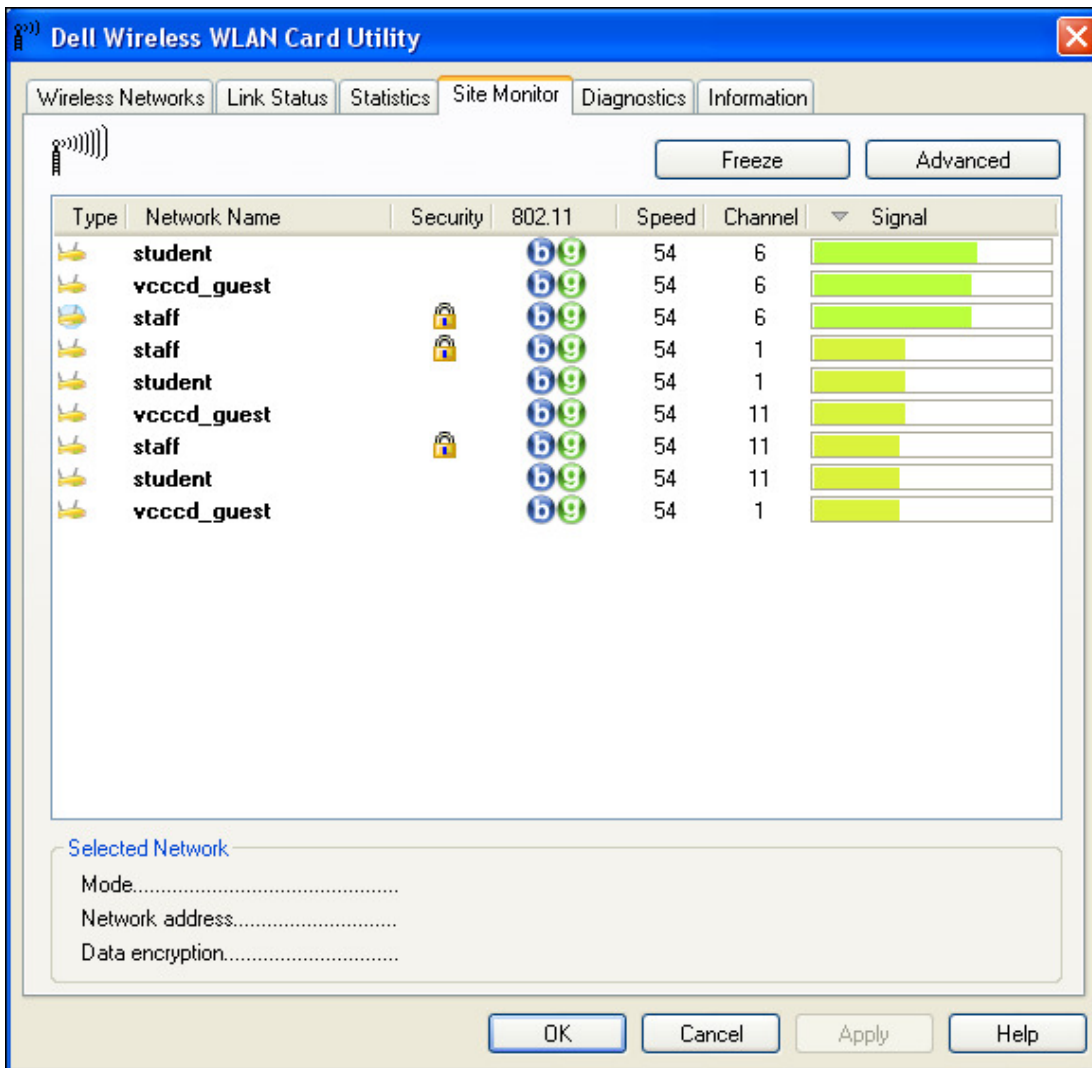 Dell Wireless WLAN Card Utility
Wireless Networks Link Status Statistics Site Monitor Diagnostics Information
Freeze Advanced
Type Network Name Security 802.11 Speed Channel Signal
student b g 54 6
vcccd_guest b g 54 6
staff b g 54 6
staff b g 54 1
student b g 54 1
vcccd_guest b g 54 11
staff b g 54 11
student b g 54 11
vcccd_guest b g 54 1
Selected Network
Mode...............................................
Network address.............................
Data encryption...............................
OK Cancel Apply Help